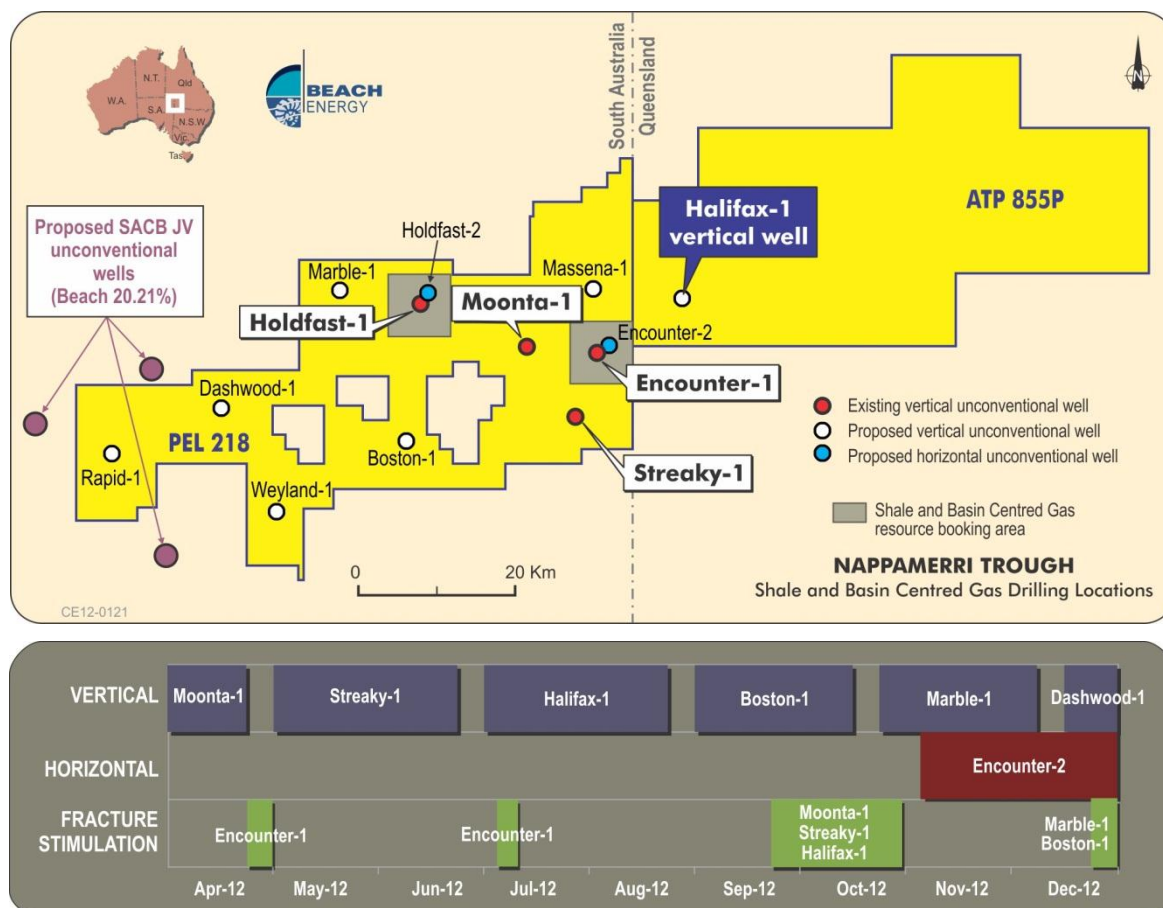 N.T.
Qld
W.A.
S.A.
N.S.W.
Vic.
Tas.
BEACH
ENERGY
South Australia
Queensland
N
ATP 855P
Halifax-1
vertical well
Proposed SACB JV
unconventional
wells
(Beach 20.21%)
Holdfast-2
Marble-1
Massena-1
Moonta-1
Holdfast-1
Encounter-2
Encounter-1
Dashwood-1
PEL 218
Boston-1
Streaky-1
Rapid-1
Weyland-1
Existing vertical unconventional well
Proposed vertical unconventional well
Proposed horizontal unconventional well
Shale and Basin Centred Gas
resource booking area
0 20 Km
NAPPAMERRI TROUGH
Shale and Basin Centred Gas Drilling Locations
CE12-0121
VERTICAL
Moonta-1
Streaky-1
Halifax-1
Boston-1
Marble-1
Dashwood-1
HORIZONTAL
Encounter-2
FRACTURE
STIMULATION
Encounter-1
Encounter-1
Moonta-1
Streaky-1
Halifax-1
Marble-1
Boston-1
Apr-12
May-12
Jun-12
Jul-12
Aug-12
Sep-12
Oct-12
Nov-12
Dec-12